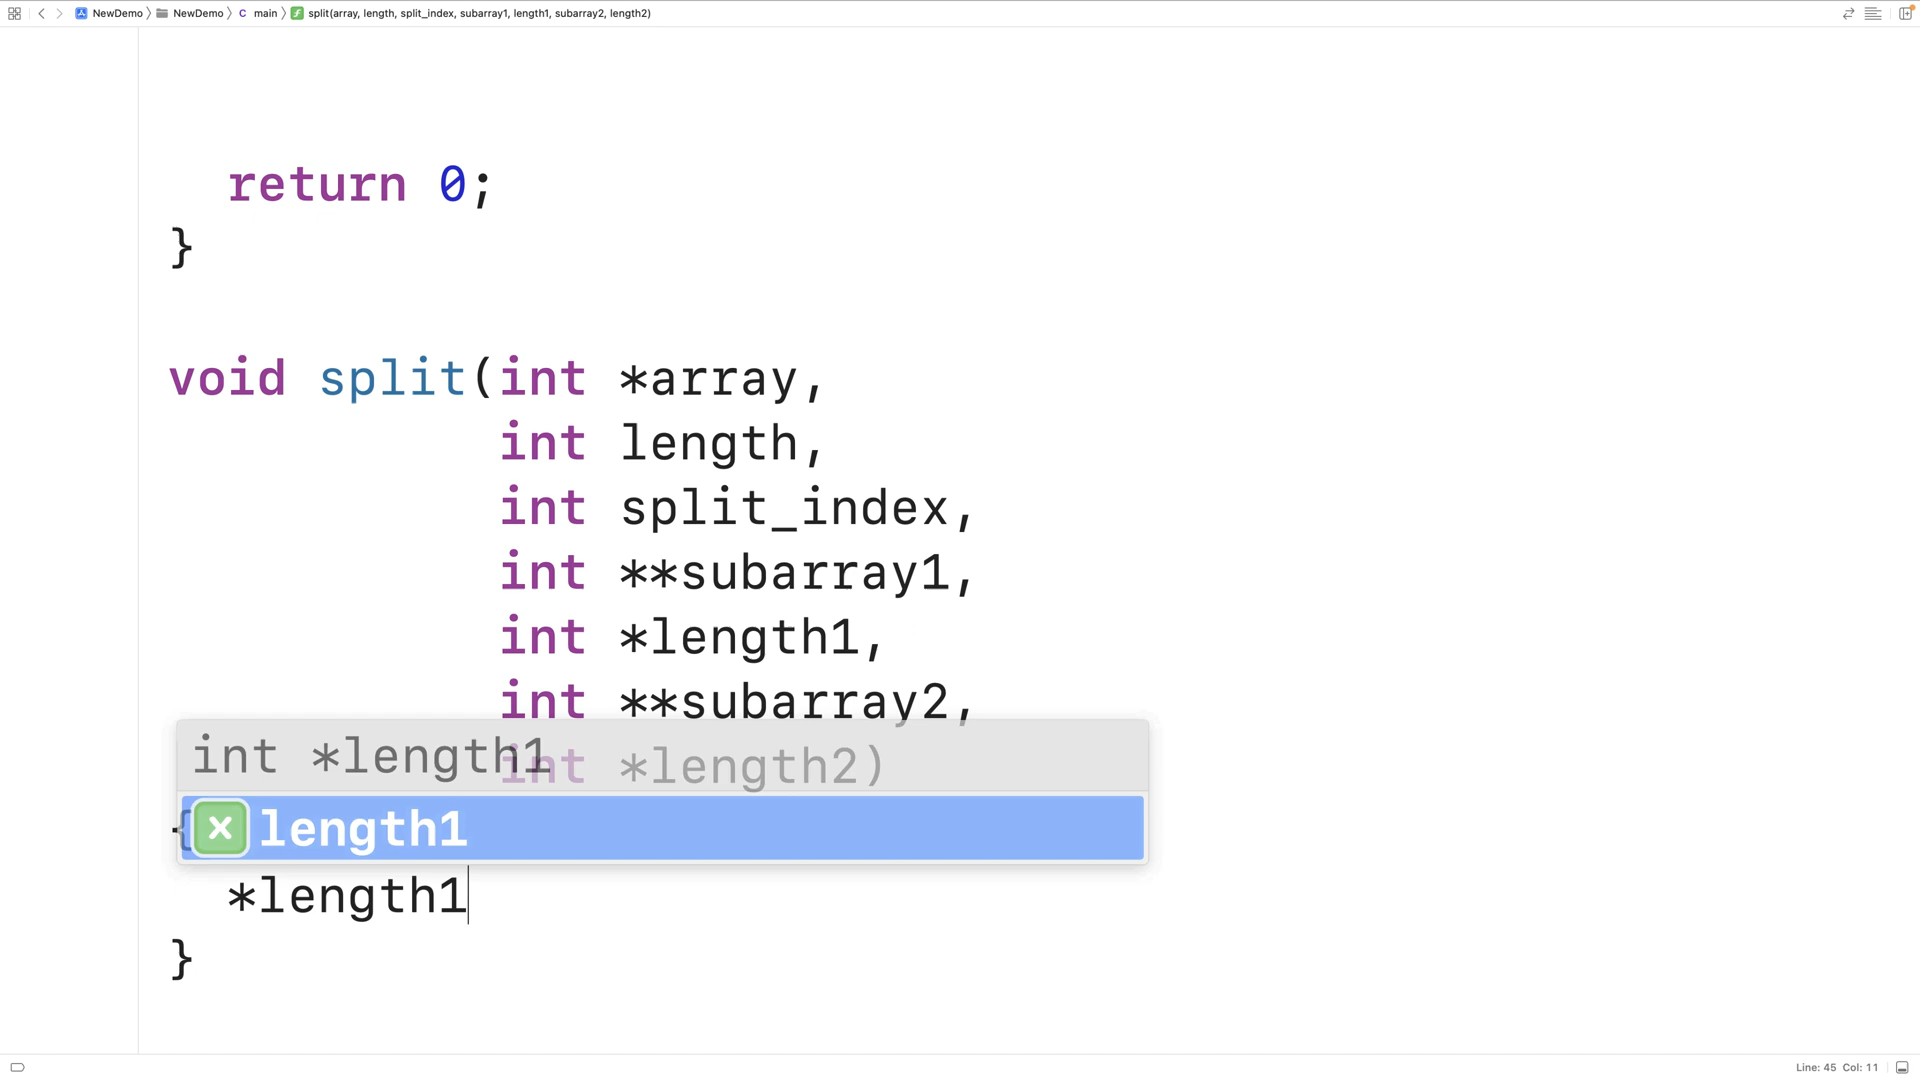 NewDemo NewDemo C main f split(array, length, split_index, subarray1, length1, subarray2, length2)
return 0;
}
void split(int *array,
int length,
int split_index,
int **subarray1,
int *length1,
int **subarray2,
int *length2)
int *length1
{
length1
*length1
}
Line: 45 Col: 11